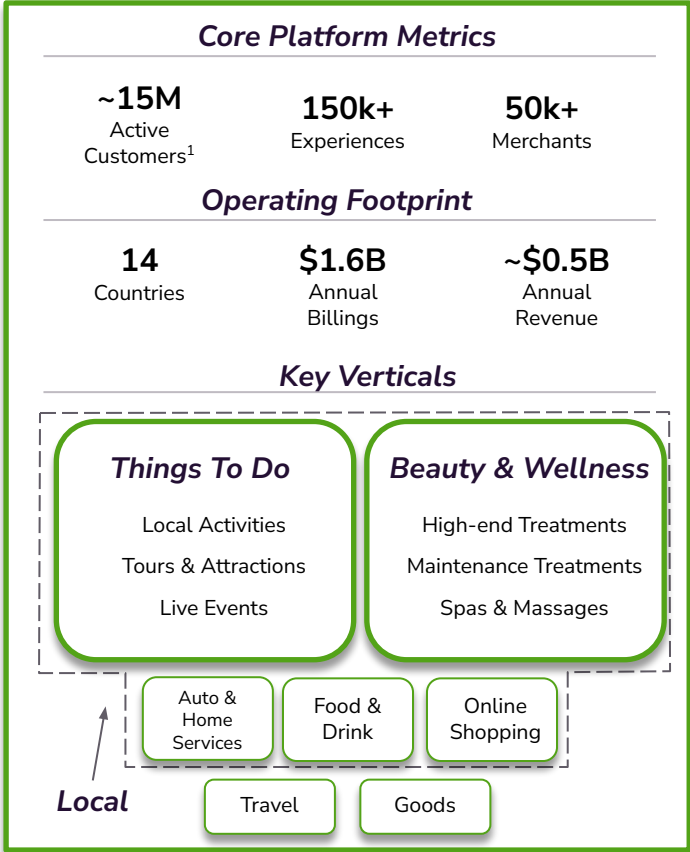 Core Platform Metrics
~15M
Active
Customers1
150k+
Experiences
50k+
Merchants
Operating Footprint
14
Countries
$1.6B
Annual
Billings
~$0.5B
Annual
Revenue
Key Verticals
Things To Do
Local Activities
Tours & Attractions
Live Events
Beauty & Wellness
High-end Treatments
Maintenance Treatments
Spas & Massages
Auto &
Home
Services
Food &
Drink
Online
Shopping
Local
Travel
Goods